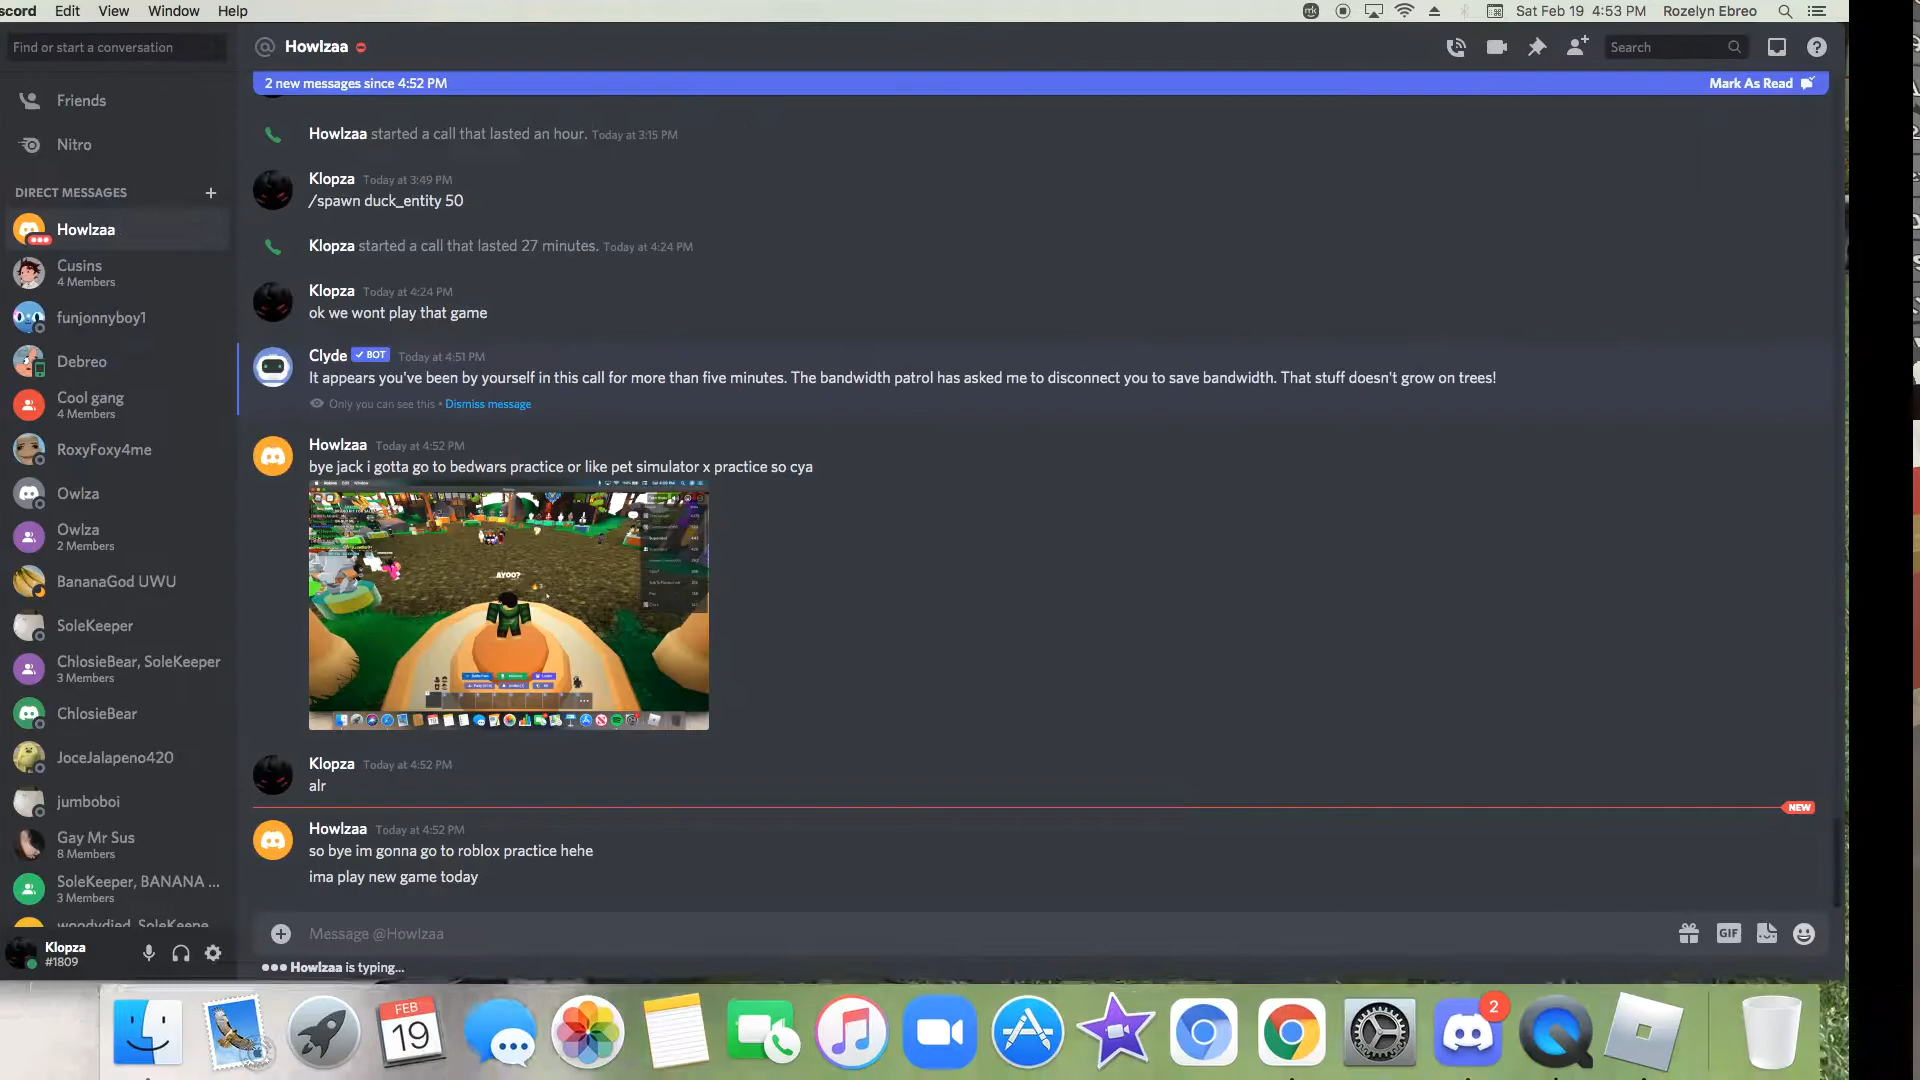 scord Edit View Window Help
Sat Feb 19 4:53 PM Rozelyn Ebreo
Find or start a conversation
Friends
Nitro
DIRECT MESSAGES
Howlzaa
Cusins
4 Members
funjonnyboy1
Debreo
Cool gang
4 Members
RoxyFoxy4me
Owlza
Owlza
2 Members
BananaGod UWU
SoleKeeper
ChlosieBear, SoleKeeper
3 Members
ChlosieBear
JoceJalapeno420
jumboboi
Gay Mr Sus
8 Members
SoleKeeper, BANANA ...
3 Members
Klopza
#1809
Howlzaa
Search
2 new messages since 4:52 PM
Mark As Read
Howlzaa started a call that lasted an hour. Today at 3:15 PM
Klopza Today at 3:49 PM
/spawn duck_entity 50
Klopza started a call that lasted 27 minutes. Today at 4:24 PM
Klopza Today at 4:24 PM
ok we wont play that game
Clyde BOT Today at 4:51 PM
It appears you've been by yourself in this call for more than five minutes. The bandwidth patrol has asked me to disconnect you to save bandwidth. That stuff doesn't grow on trees!
Only you can see this • Dismiss message
Howlzaa Today at 4:52 PM
bye jack i gotta go to bedwars practice or like pet simulator x practice so cya
AYOO?
Klopza Today at 4:52 PM
alr
NEW
Howlzaa Today at 4:52 PM
so bye im gonna go to roblox practice hehe
ima play new game today
Message @Howlzaa
GIF
Howlzaa is typing...
FEB
19
2